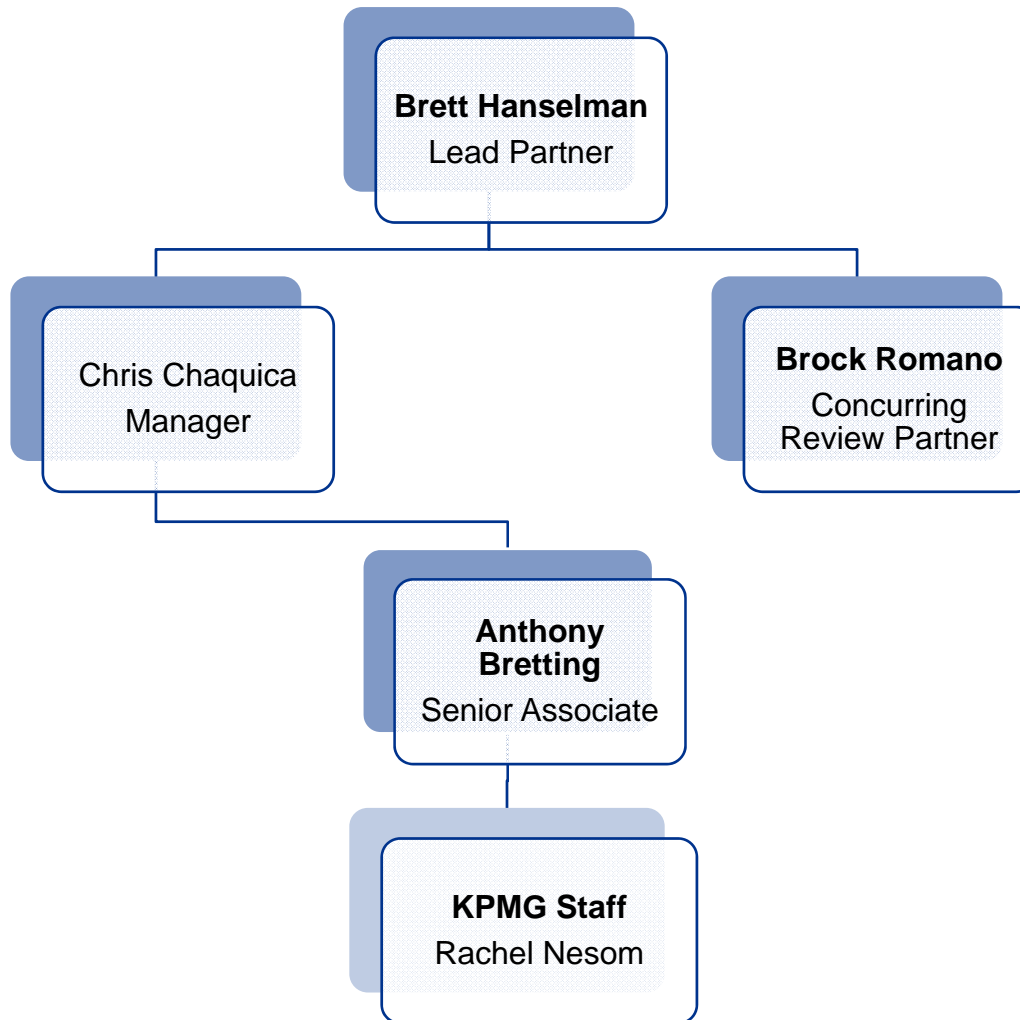 Brett Hanselman
Lead Partner
Chris Chaquica
Manager
Brock Romano
Concurring
Review Partner
Anthony
Bretting
Senior Associate
KPMG Staff
Rachel Nesom